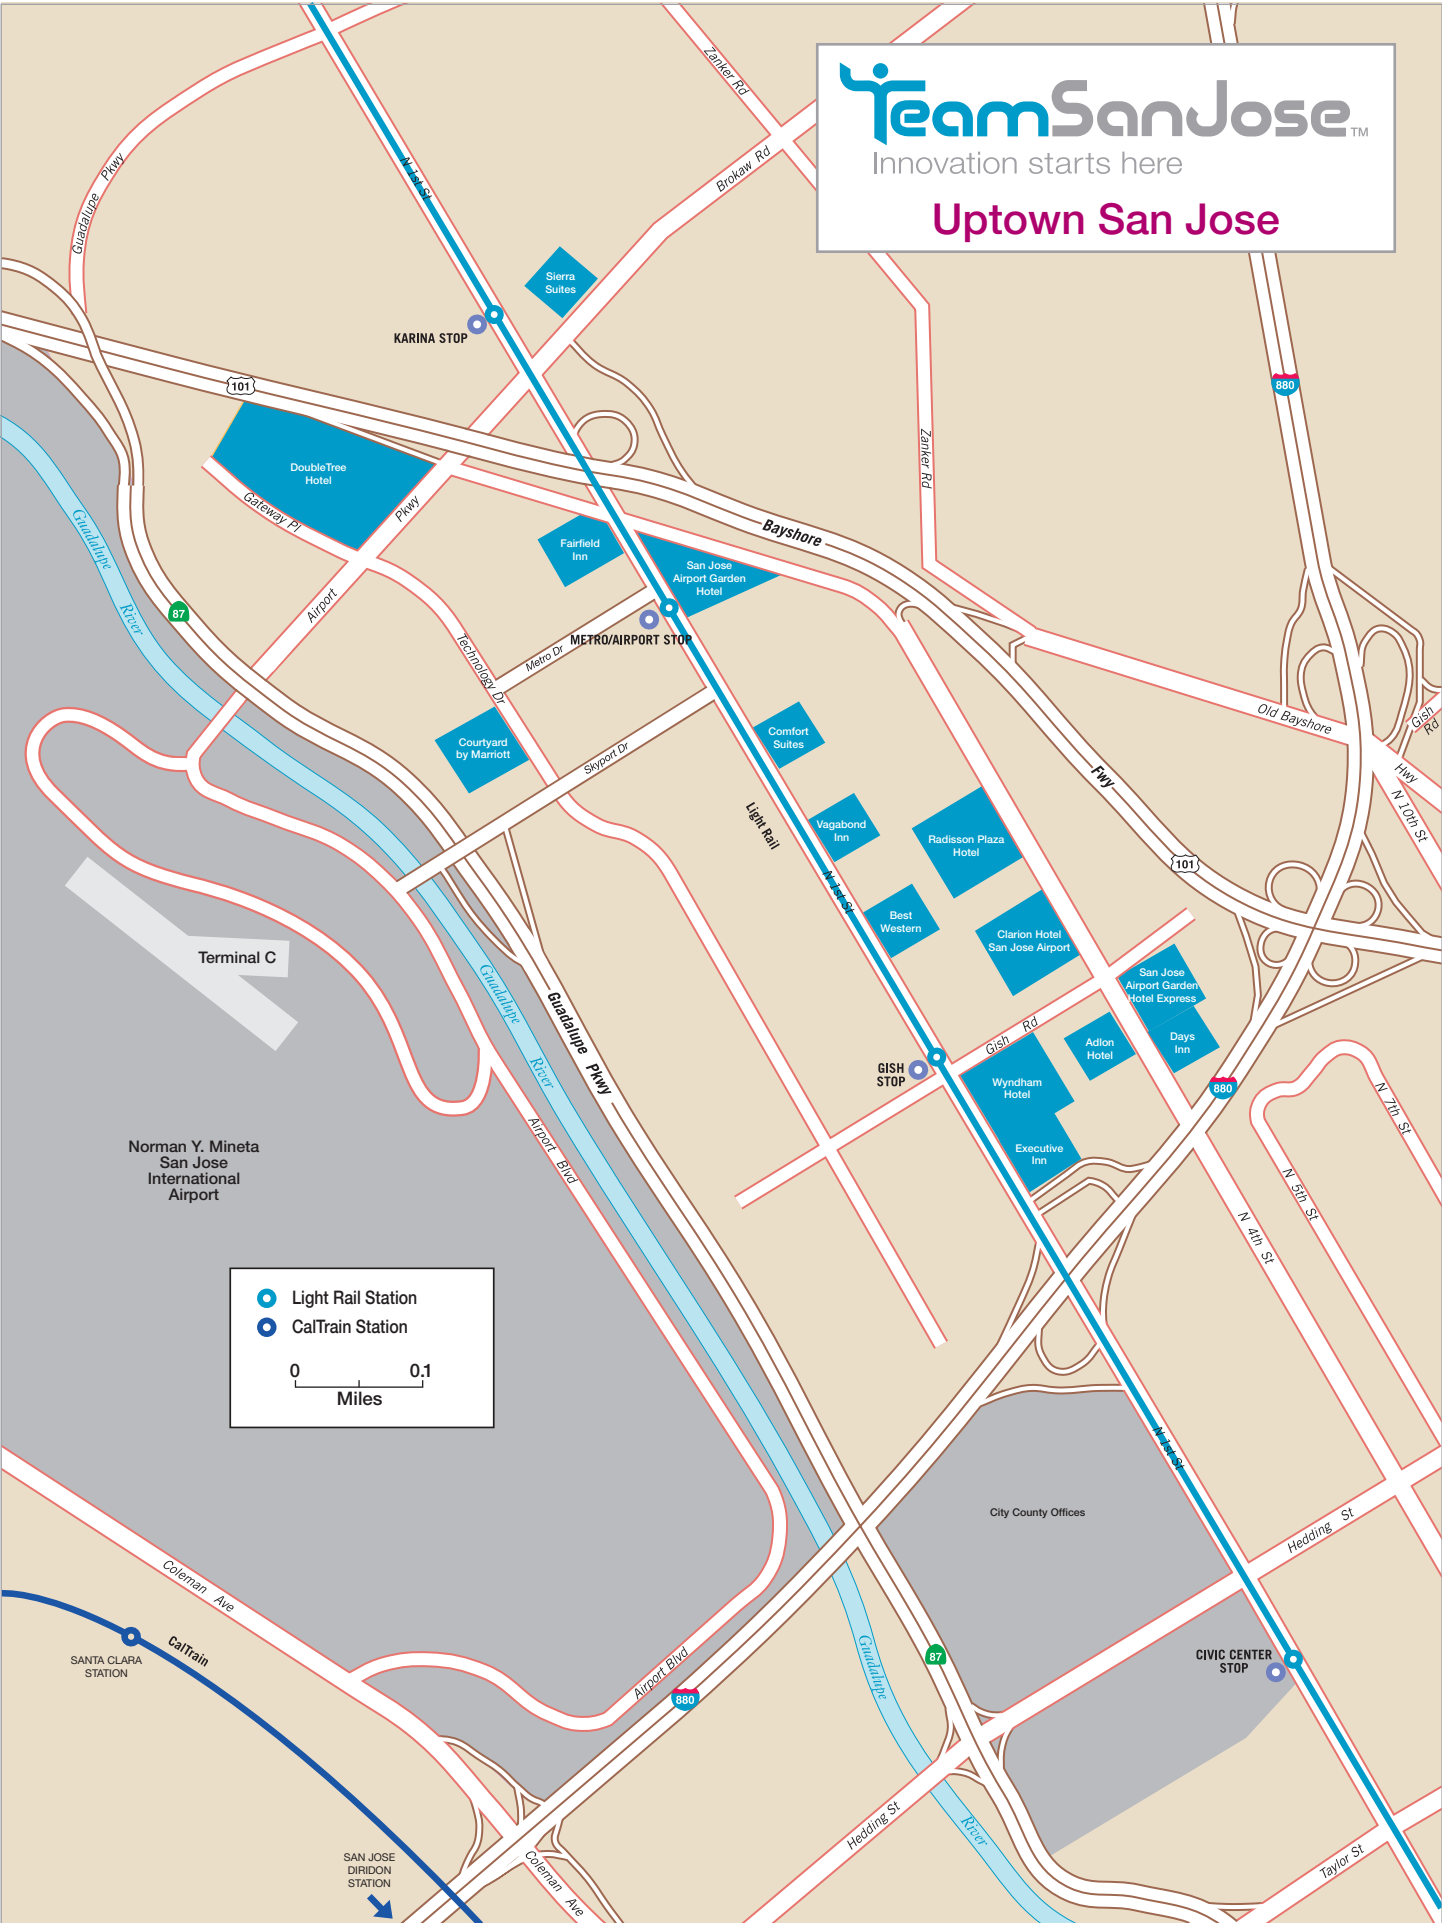 TeamSanJose™
Innovation starts here
Uptown San Jose
Zanker Rd
Brokaw Rd
N 1st St
Guadalupe Pkwy
Sierra
Suites
KARINA STOP
101
880
DoubleTree
Hotel
Gateway Pl
Pkwy
Airport
Zanker Rd
Bayshore
Fairfield
Inn
San Jose
Airport Garden
Hotel
METRO/AIRPORT STOP
Metro Dr
Guadalupe
River
87
Technology Dr
Courtyard
by Marriott
Skyport Dr
Comfort
Suites
Light Rail
Vagabond
Inn
Radisson Plaza
Hotel
Old Bayshore
Hwy
Gish
Rd
N 10th St
Fwy
101
N 1st St
Best
Western
Clarion Hotel
San Jose Airport
San Jose
Airport Garden
Hotel Express
Days
Inn
Adlon
Hotel
Gish Rd
GISH
STOP
Wyndham
Hotel
Executive
Inn
880
N 7th St
N 5th St
N 4th St
Terminal C
Guadalupe
River
Guadalupe Pkwy
Airport Blvd
Norman Y. Mineta
San Jose
International
Airport
Light Rail Station
CalTrain Station
0 0.1
Miles
N 1st St
City County Offices
Hedding St
Coleman Ave
CalTrain
SANTA CLARA
STATION
Airport Blvd
880
Guadalupe
River
87
CIVIC CENTER
STOP
Hedding St
Taylor St
SAN JOSE
DIRIDON
STATION
Coleman Ave